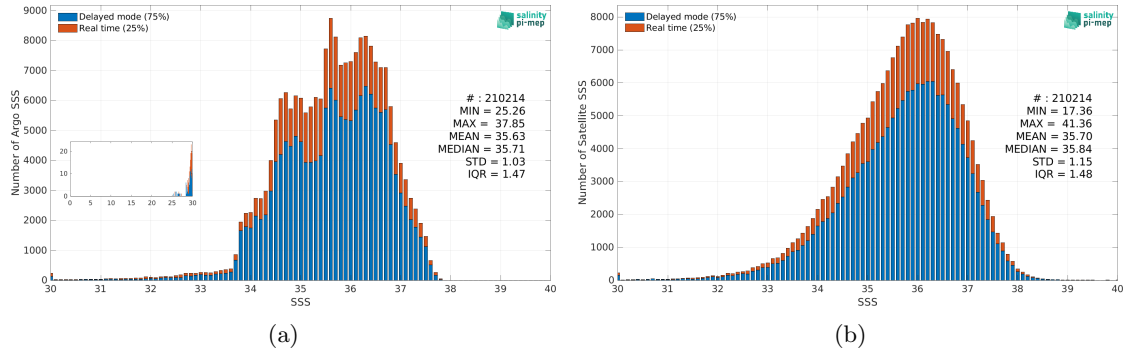 Delayed mode (75%)
Real time (25%)
salinity
pi-mep
9000
8000
7000
6000
5000
4000
3000
2000
1000
0
Number of Argo SSS
# : 210214
MIN = 25.26
MAX = 37.85
MEAN = 35.63
MEDIAN = 35.71
STD = 1.03
IQR = 1.47
20
10
0
0 5 10 15 20 25 30
30 31 32 33 34 35 36 37 38 39 40
SSS
(a)
Delayed mode (75%)
Real time (25%)
salinity
pi-mep
8000
7000
6000
5000
4000
3000
2000
1000
0
Number of Satellite SSS
# : 210214
MIN = 17.36
MAX = 41.36
MEAN = 35.70
MEDIAN = 35.84
STD = 1.15
IQR = 1.48
30 31 32 33 34 35 36 37 38 39 40
SSS
(b)